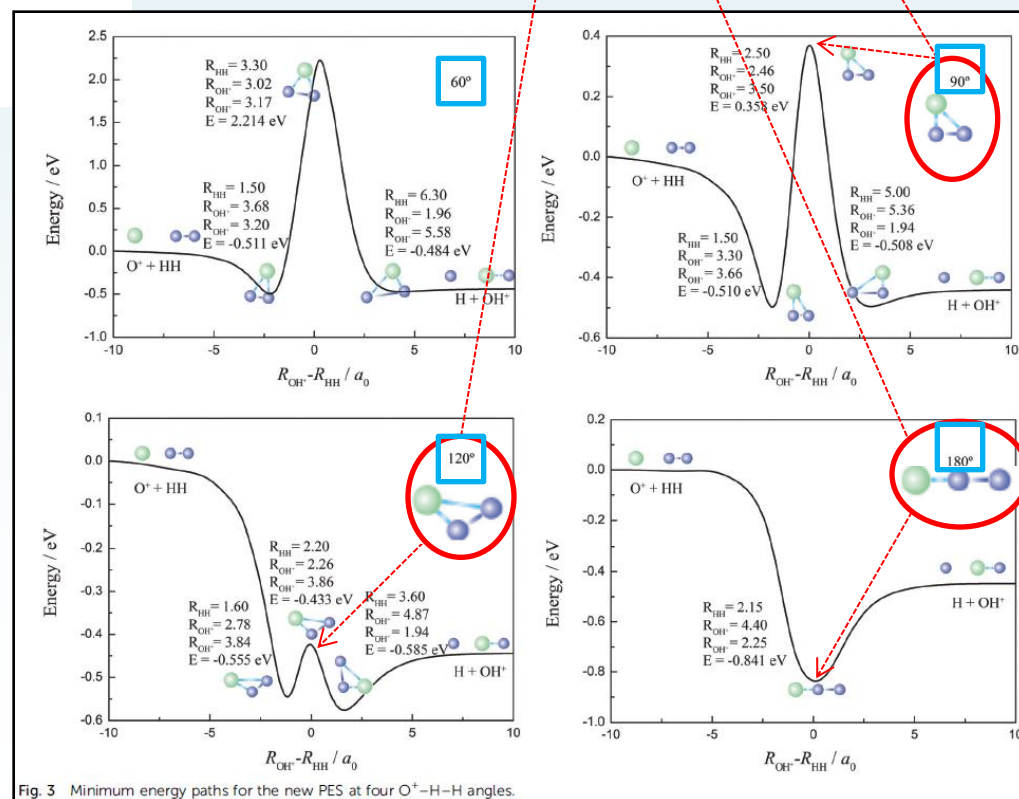 2.5
2.0
1.5
1.0
0.5
0.0
-0.5
-1.0
Energy / eV
R_HH = 3.30
R_OH⁺ = 3.02
R_OH⁺ = 3.17
E = 2.214 eV
60º
R_HH = 1.50
R_OH⁺ = 3.68
R_OH⁺ = 3.20
E = -0.511 eV
R_HH = 6.30
R_OH⁺ = 1.96
R_OH⁺ = 5.58
E = -0.484 eV
O⁺ + HH
H + OH⁺
-10 -5 0 5 10
R_OH⁺-R_HH / a₀
0.4
0.2
0.0
-0.2
-0.4
-0.6
Energy / eV
R_HH = 2.50
R_OH⁺ = 2.46
R_OH⁺ = 3.50
E = 0.358 eV
90º
O⁺ + HH
R_HH = 5.00
R_OH⁺ = 5.36
R_OH⁺ = 1.94
E = -0.508 eV
R_HH = 1.50
R_OH⁺ = 3.30
R_OH⁺ = 3.66
E = -0.510 eV
H + OH⁺
-10 -5 0 5 10
R_OH⁺-R_HH / a₀
0.1
0.0
-0.1
-0.2
-0.3
-0.4
-0.5
-0.6
Energy / eV
120º
O⁺ + HH
R_HH = 2.20
R_OH⁺ = 2.26
R_OH⁺ = 3.86
E = -0.433 eV
R_HH = 1.60
R_OH⁺ = 2.78
R_OH⁺ = 3.84
E = -0.555 eV
R_HH = 3.60
R_OH⁺ = 4.87
R_OH⁺ = 1.94
E = -0.585 eV
H + OH⁺
-10 -5 0 5 10
R_OH⁺-R_HH / a₀
0.2
0.0
-0.2
-0.4
-0.6
-0.8
-1.0
Energy / eV
180º
O⁺ + HH
H + OH⁺
R_HH = 2.15
R_OH⁺ = 4.40
R_OH⁺ = 2.25
E = -0.841 eV
-10 -5 0 5 10
R_OH⁺-R_HH / a₀
Fig. 3 Minimum energy paths for the new PES at four O⁺–H–H angles.